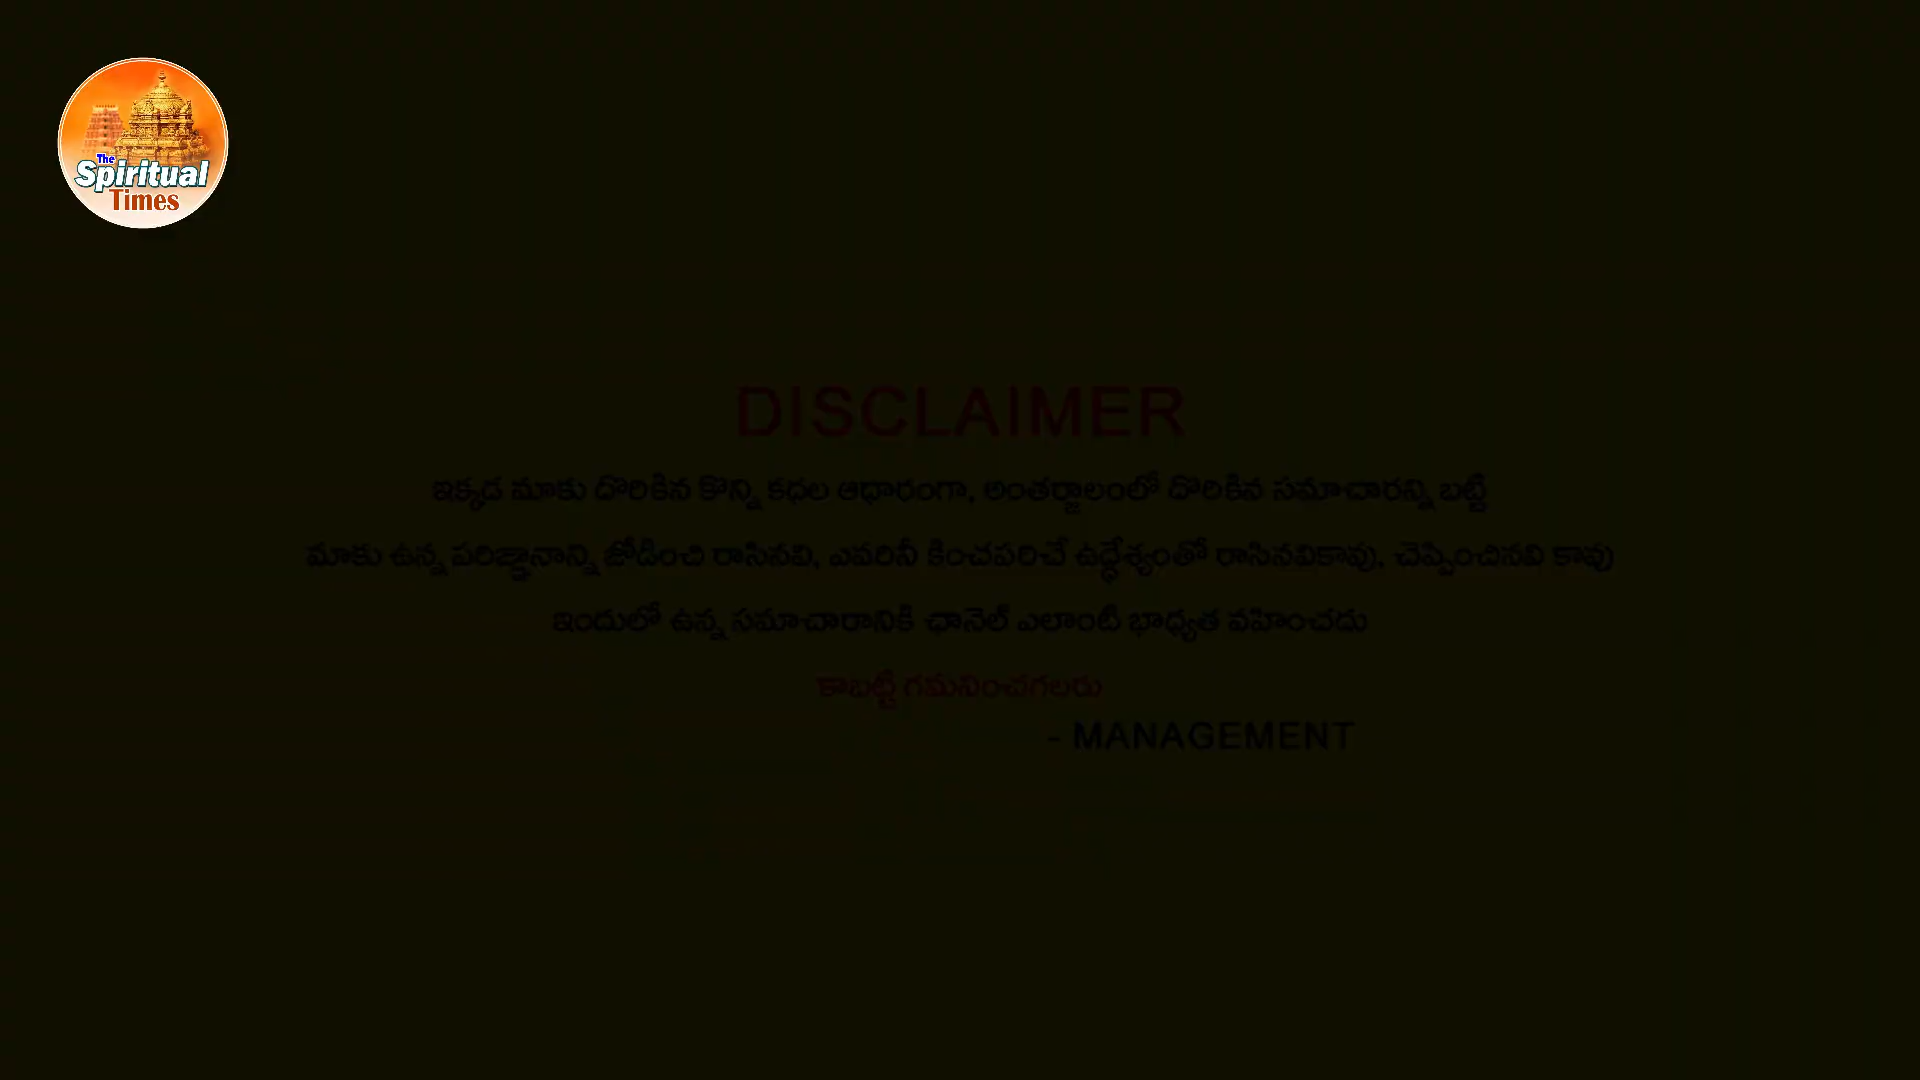 The
Spiritual
Times
DISCLAIMER
ఇక్కడ మాకు దొరికిన కొన్ని కథల ఆధారంగా, అంతర్జాలంలో దొరికిన సమాచారాన్ని బట్టి
మాకు ఉన్న పరిజ్ఞానాన్ని జోడించి రాసినవి, ఎవరినీ కించపరిచే ఉద్దేశ్యంతో రాసినవికావు, చెప్పించినవి కావు
ఇందులో ఉన్న సమాచారానికి ఛానెల్ ఎలాంటి భాధ్యత వహించదు
కాబట్టి గమనించగలరు
- MANAGEMENT